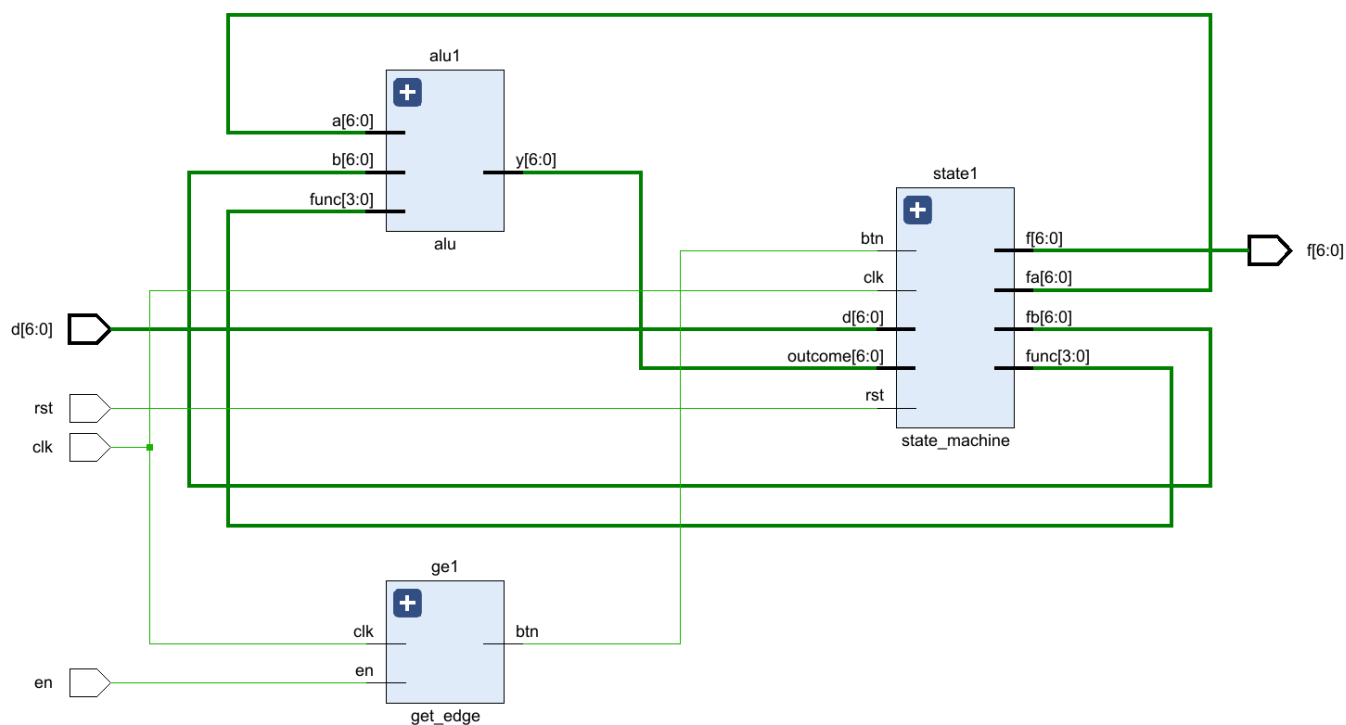 alu1
a[6:0]
b[6:0]
func[3:0]
y[6:0]
alu
state1
btn
clk
d[6:0]
outcome[6:0]
rst
f[6:0]
fa[6:0]
fb[6:0]
func[3:0]
state_machine
f[6:0]
d[6:0]
rst
clk
ge1
clk
en
btn
get_edge
en